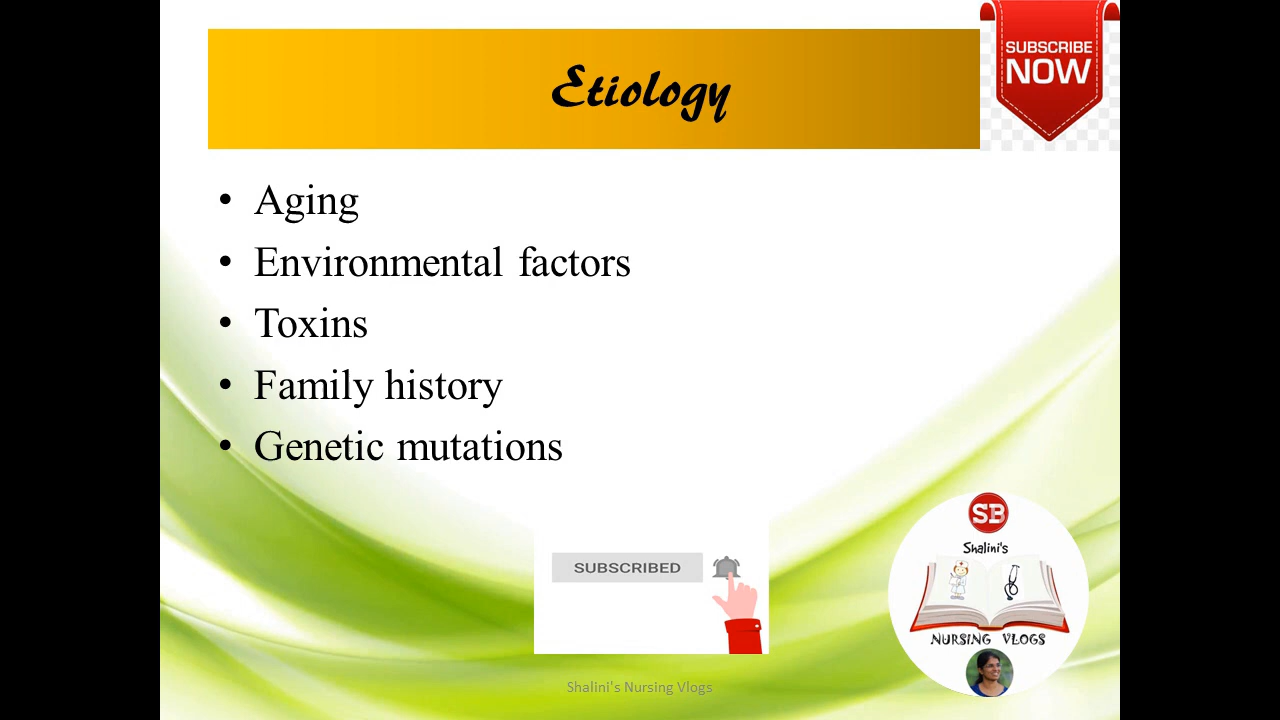 SUBSCRIBE
NOW
Etiology
• Aging
• Environmental factors
• Toxins
• Family history
• Genetic mutations
SUBSCRIBED
SB
Shalini's
NURSING VLOGS
Shalini's Nursing Vlogs